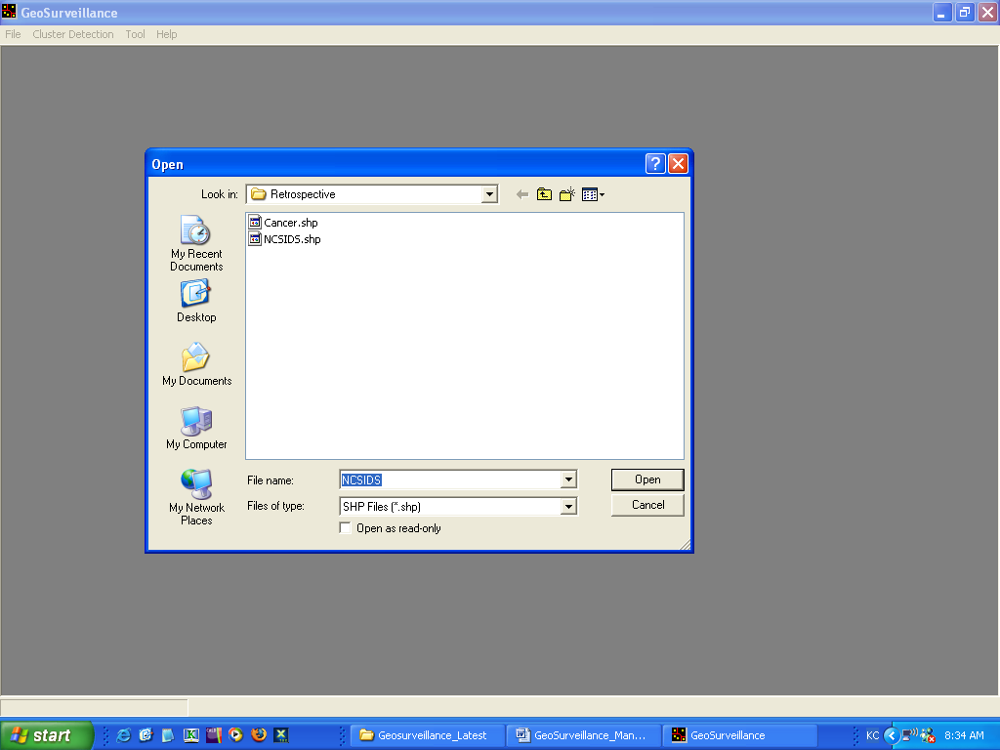 GeoSurveillance
File Cluster Detection Tool Help
Open
Look in: Retrospective
Cancer.shp
NCSIDS.shp
My Recent
Documents
Desktop
My Documents
My Computer
My Network
Places
File name: NCSIDS Open
Files of type: SHP Files (*.shp) Cancel
Open as read-only
start Geosurveillance_Latest GeoSurveillance_Man... GeoSurveillance KC 8:34 AM